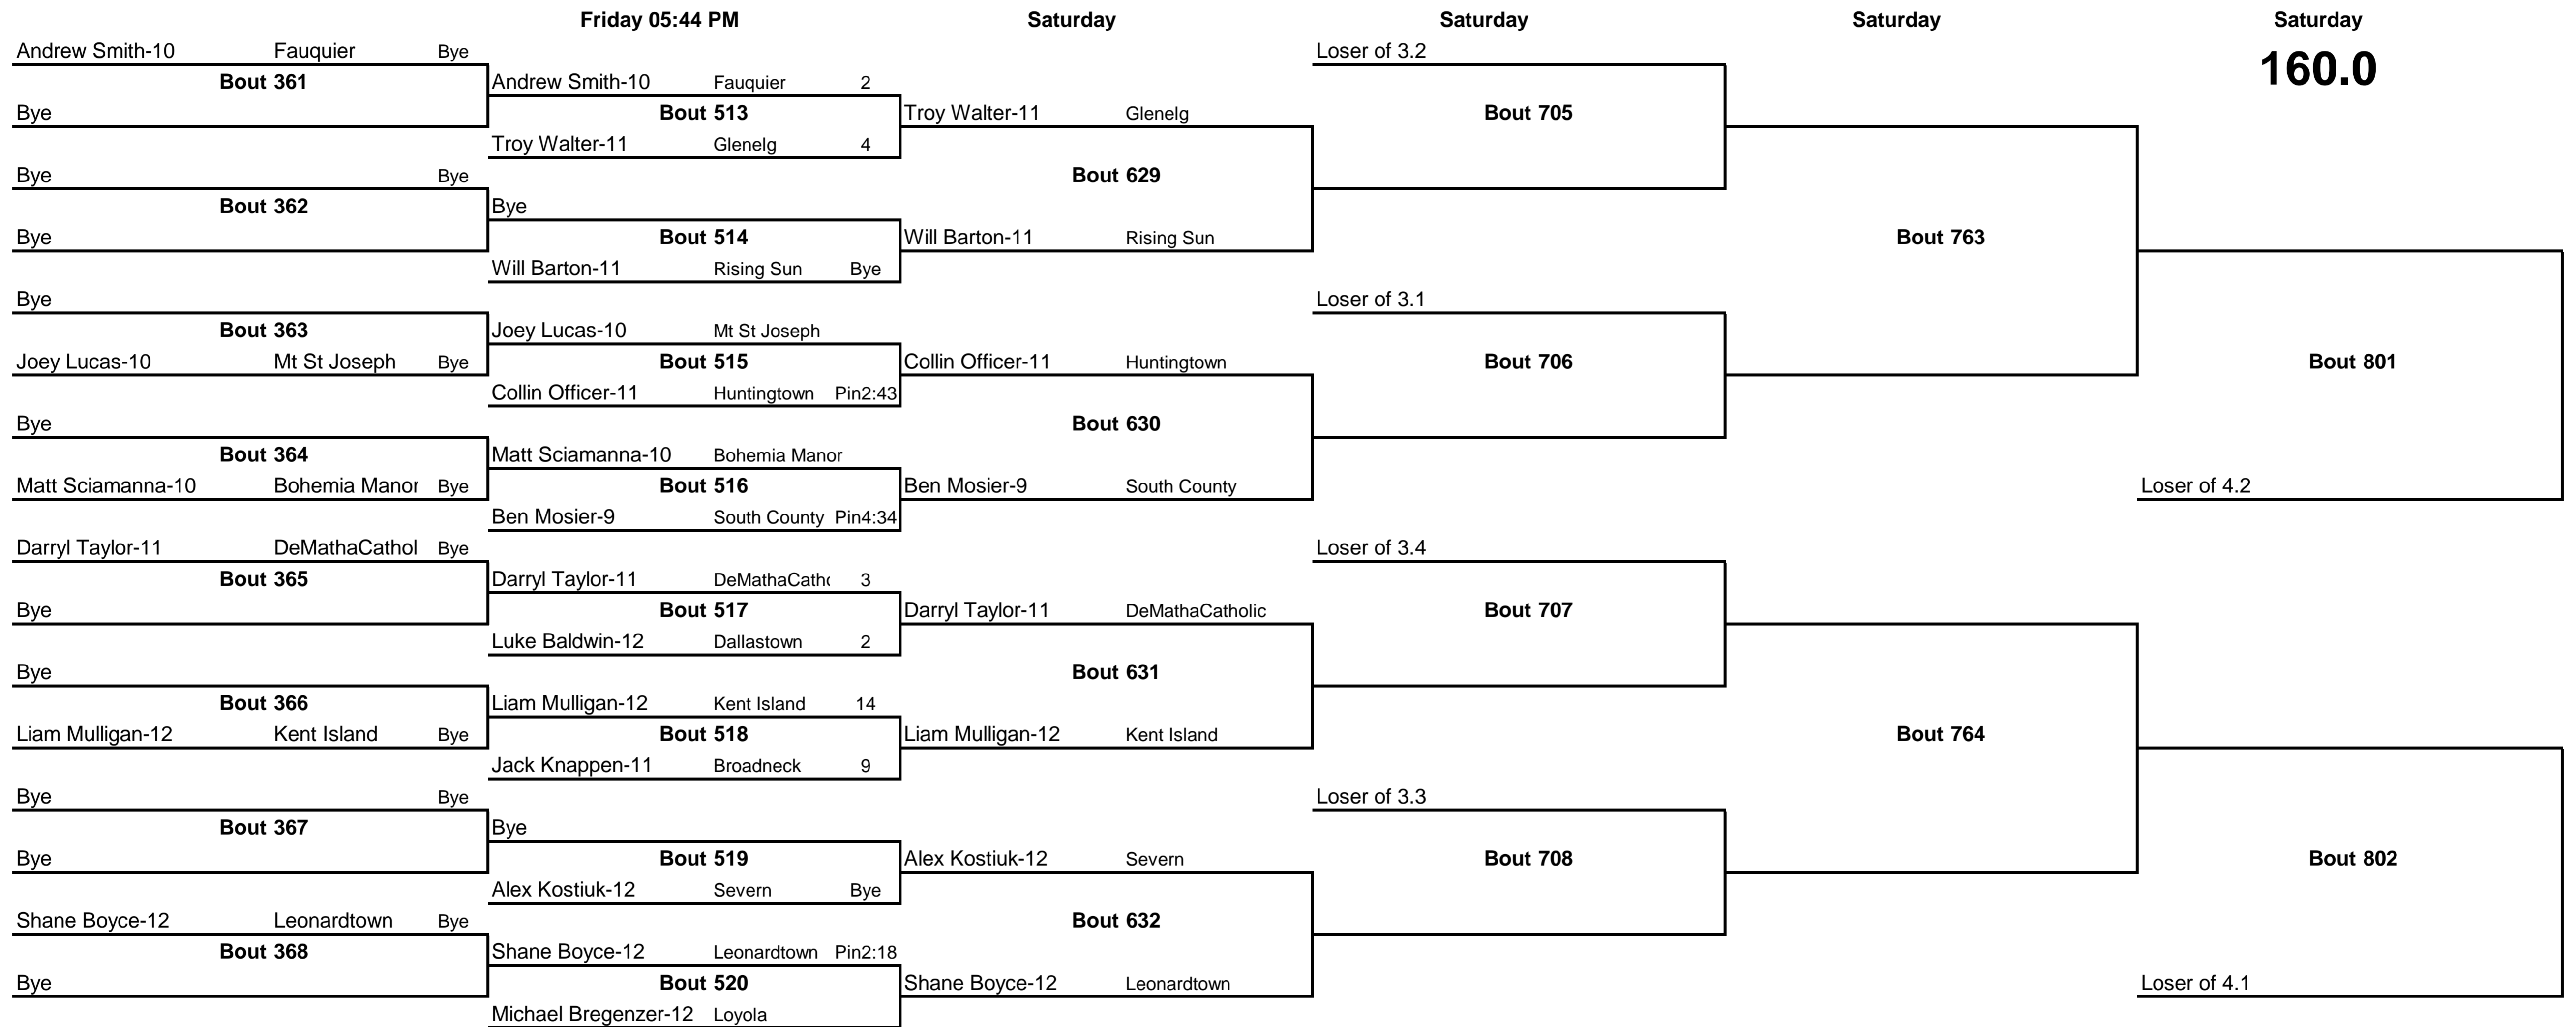 Friday 05:44 PM Saturday Saturday Saturday Saturday
160.0
Andrew Smith-10 Fauquier Bye
Bout 361
Bye
Bye Bye
Bout 362
Bye
Bye
Bout 363
Joey Lucas-10 Mt St Joseph Bye
Bye
Bout 364
Matt Sciamanna-10 Bohemia Manor Bye
Darryl Taylor-11 DeMathaCathol Bye
Bout 365
Bye
Bye
Bout 366
Liam Mulligan-12 Kent Island Bye
Bye Bye
Bout 367
Bye
Shane Boyce-12 Leonardtown Bye
Bout 368
Bye
Andrew Smith-10 Fauquier 2
Bout 513
Troy Walter-11 Glenelg 4
Bye
Bout 514
Will Barton-11 Rising Sun Bye
Joey Lucas-10 Mt St Joseph
Bout 515
Collin Officer-11 Huntingtown Pin2:43
Matt Sciamanna-10 Bohemia Manor
Bout 516
Ben Mosier-9 South County Pin4:34
Darryl Taylor-11 DeMathaCath 3
Bout 517
Luke Baldwin-12 Dallastown 2
Liam Mulligan-12 Kent Island 14
Bout 518
Jack Knappen-11 Broadneck 9
Bye
Bout 519
Alex Kostiuk-12 Severn Bye
Shane Boyce-12 Leonardtown Pin2:18
Bout 520
Michael Bregenzer-12 Loyola
Troy Walter-11 Glenelg
Bout 629
Will Barton-11 Rising Sun
Collin Officer-11 Huntingtown
Bout 630
Ben Mosier-9 South County
Darryl Taylor-11 DeMathaCatholic
Bout 631
Liam Mulligan-12 Kent Island
Alex Kostiuk-12 Severn
Bout 632
Shane Boyce-12 Leonardtown
Loser of 3.2
Bout 705
Loser of 3.1
Bout 706
Loser of 3.4
Bout 707
Loser of 3.3
Bout 708
Bout 763
Bout 764
Bout 801
Loser of 4.2
Bout 802
Loser of 4.1